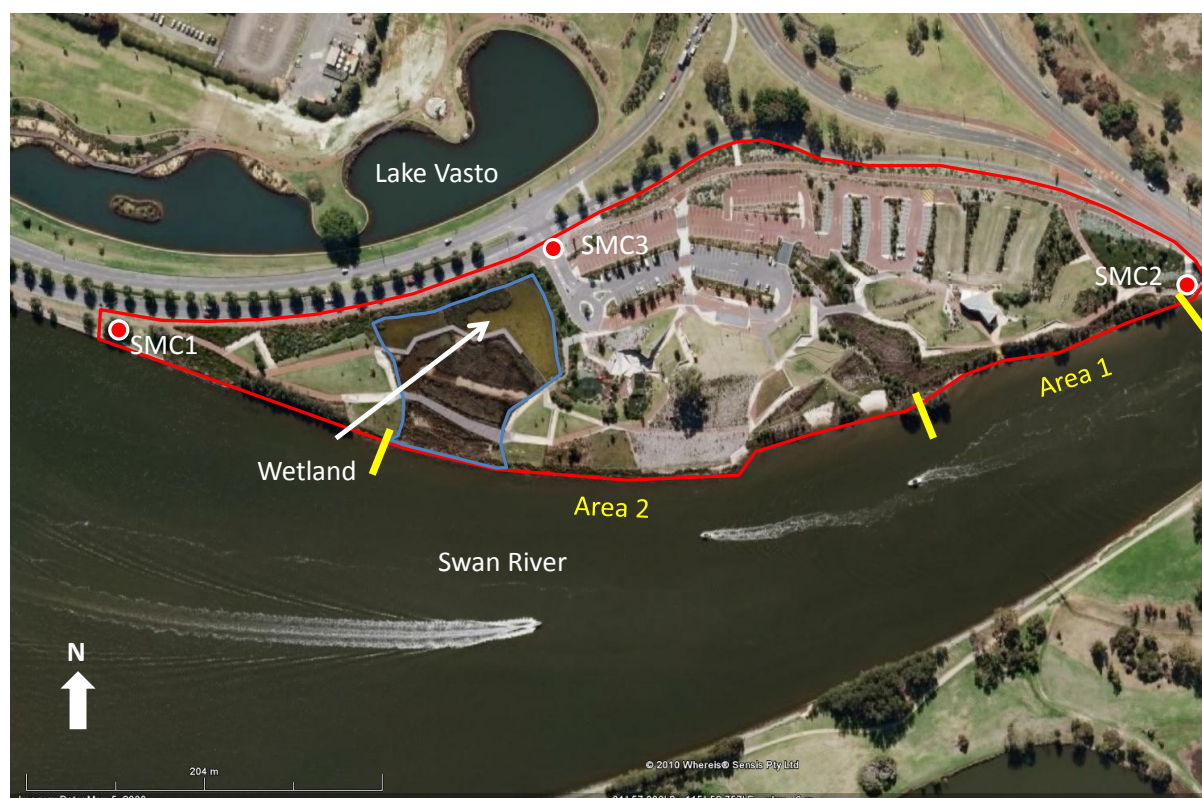 Lake Vasto
SMC3
SMC2
SMC1
Area 1
Wetland
Area 2
Swan River
N
© 2010 Whereis® Sensis Pty Ltd
204 m